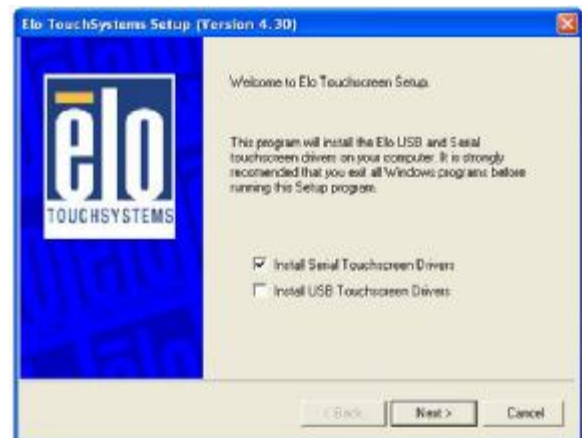 Elo TouchSystems Setup (Version 4.30)
ēlo
TOUCHSYSTEMS
Welcome to Elo Touchscreen Setup.
This program will install the Elo USB and Serial
touchscreen drivers on your computer. It is strongly
recomended that you exit all Windows programs before
running this Setup program.
Install Serial Touchscreen Drivers
Install USB Touchscreen Drivers
< Back
Next >
Cancel